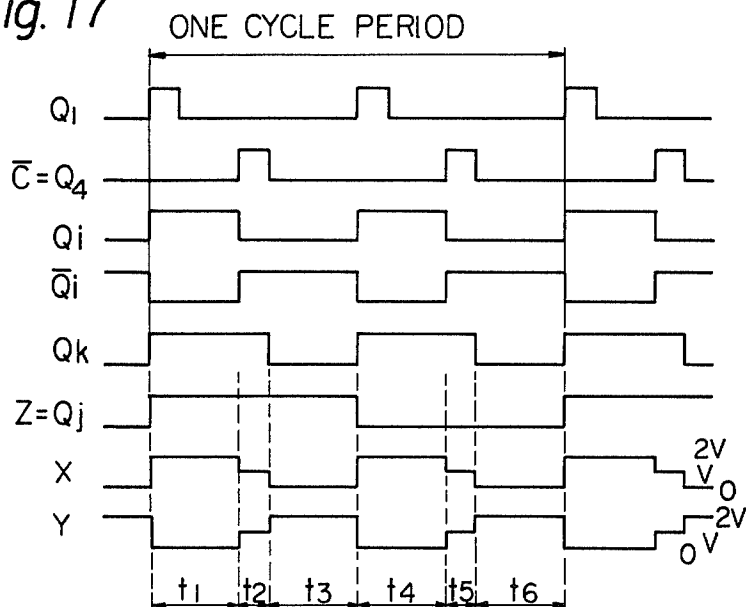 ig. 17
ONE CYCLE PERIOD
Q1
C̅=Q4
Qi
Q̅i
Qk
Z=Qj
X
2V
V
0
Y
2V
V
0
t1 t2 t3 t4 t5 t6